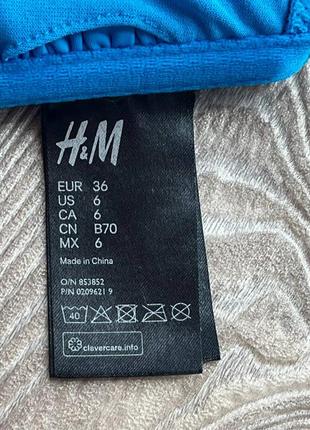 H&M
EUR 36
US 6
CA 6
CN B70
MX 6
Made in China
O/N 853852
P/N 0209621 9
40
clevercare.info